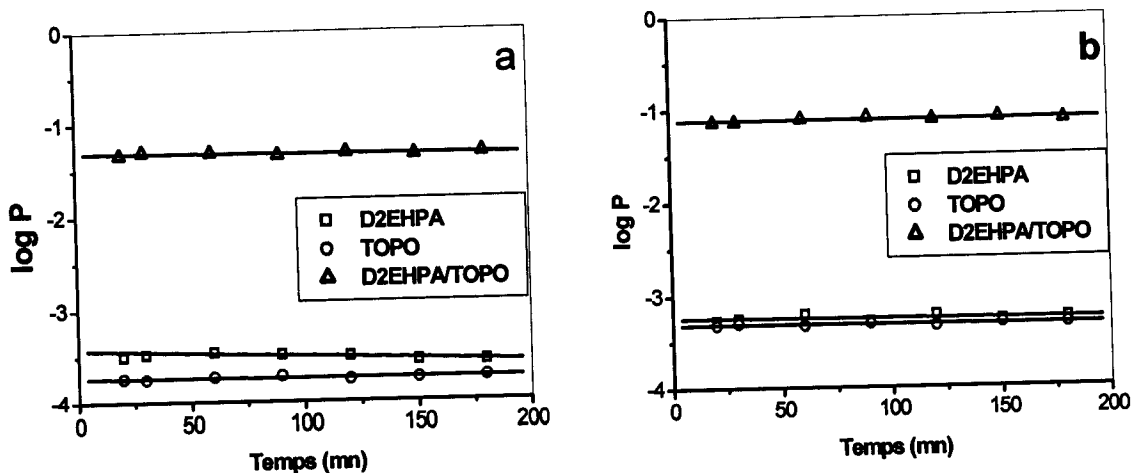 a
0
-1
-2
-3
-4
log P
D2EHPA
TOPO
D2EHPA/TOPO
0 50 100 150 200
Temps (mn)
b
0
-1
-2
-3
-4
log P
D2EHPA
TOPO
D2EHPA/TOPO
0 50 100 150 200
Temps (mn)